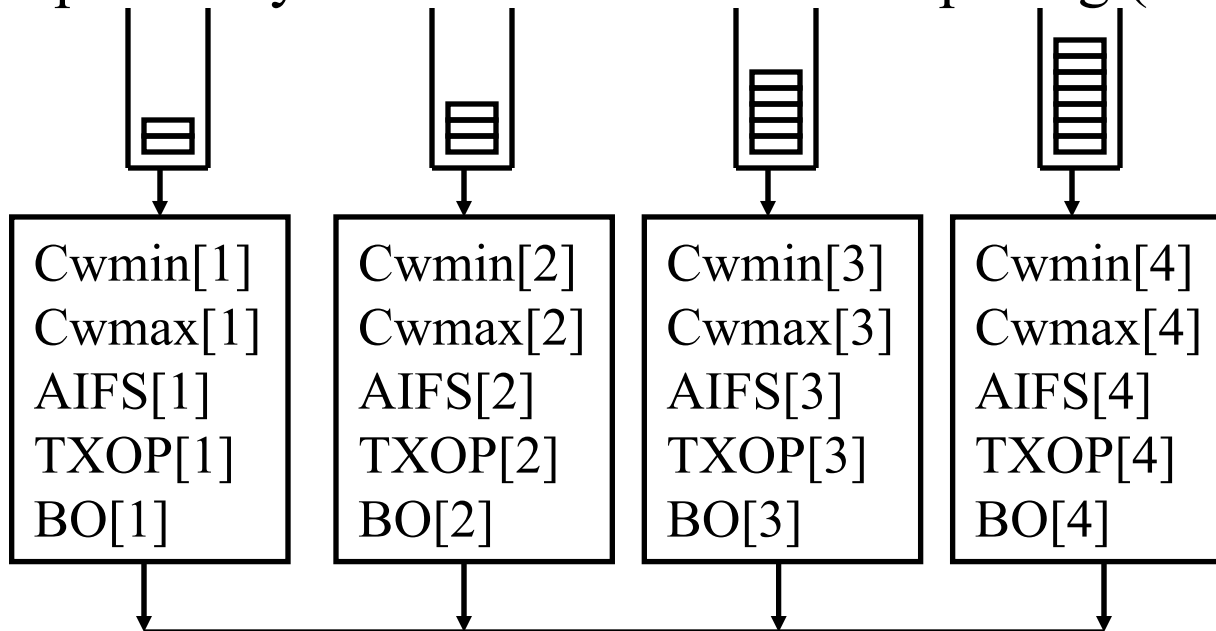 Cwmin[1]
Cwmax[1]
AIFS[1]
TXOP[1]
BO[1]
Cwmin[2]
Cwmax[2]
AIFS[2]
TXOP[2]
BO[2]
Cwmin[3]
Cwmax[3]
AIFS[3]
TXOP[3]
BO[3]
Cwmin[4]
Cwmax[4]
AIFS[4]
TXOP[4]
BO[4]